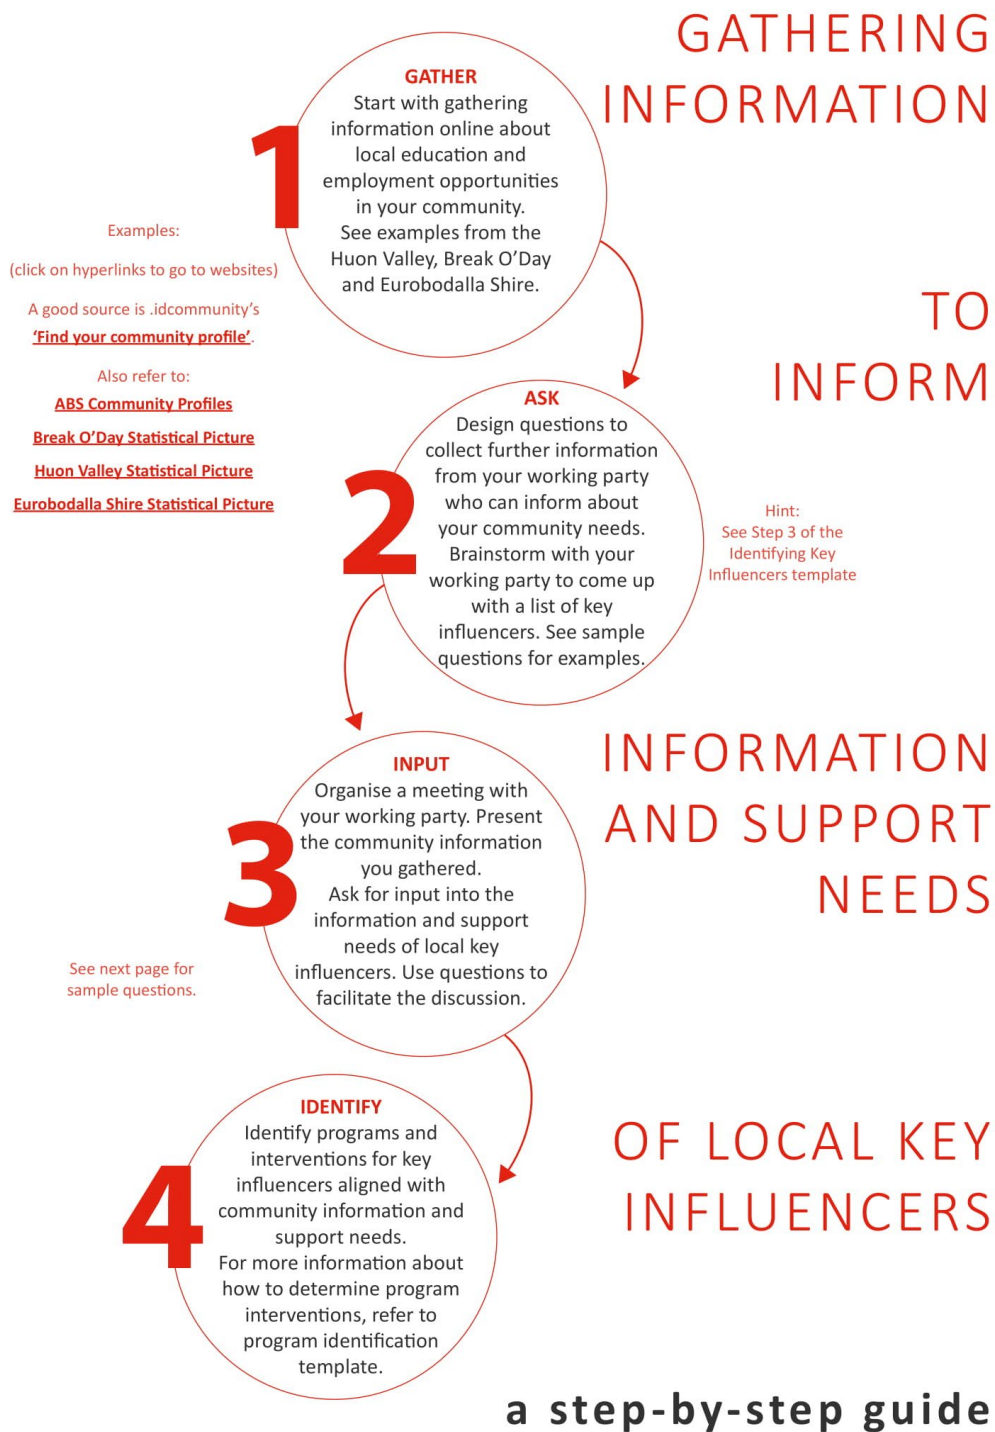 GATHERING
INFORMATION
TO
INFORM
INFORMATION
AND SUPPORT
NEEDS
OF LOCAL KEY
INFLUENCERS
a step-by-step guide
1
GATHER
Start with gathering
information online about
local education and
employment opportunities
in your community.
See examples from the
Huon Valley, Break O’Day
and Eurobodalla Shire.
Examples:
(click on hyperlinks to go to websites)
A good source is .idcommunity’s
‘Find your community profile’.
Also refer to:
ABS Community Profiles
Break O’Day Statistical Picture
Huon Valley Statistical Picture
Eurobodalla Shire Statistical Picture
2
ASK
Design questions to
collect further information
from your working party
who can inform about
your community needs.
Brainstorm with your
working party to come up
with a list of key
influencers. See sample
questions for examples.
Hint:
See Step 3 of the
Identifying Key
Influencers template
3
INPUT
Organise a meeting with
your working party. Present
the community information
you gathered.
Ask for input into the
information and support
needs of local key
influencers. Use questions to
facilitate the discussion.
See next page for
sample questions.
4
IDENTIFY
Identify programs and
interventions for key
influencers aligned with
community information and
support needs.
For more information about
how to determine program
interventions, refer to
program identification
template.